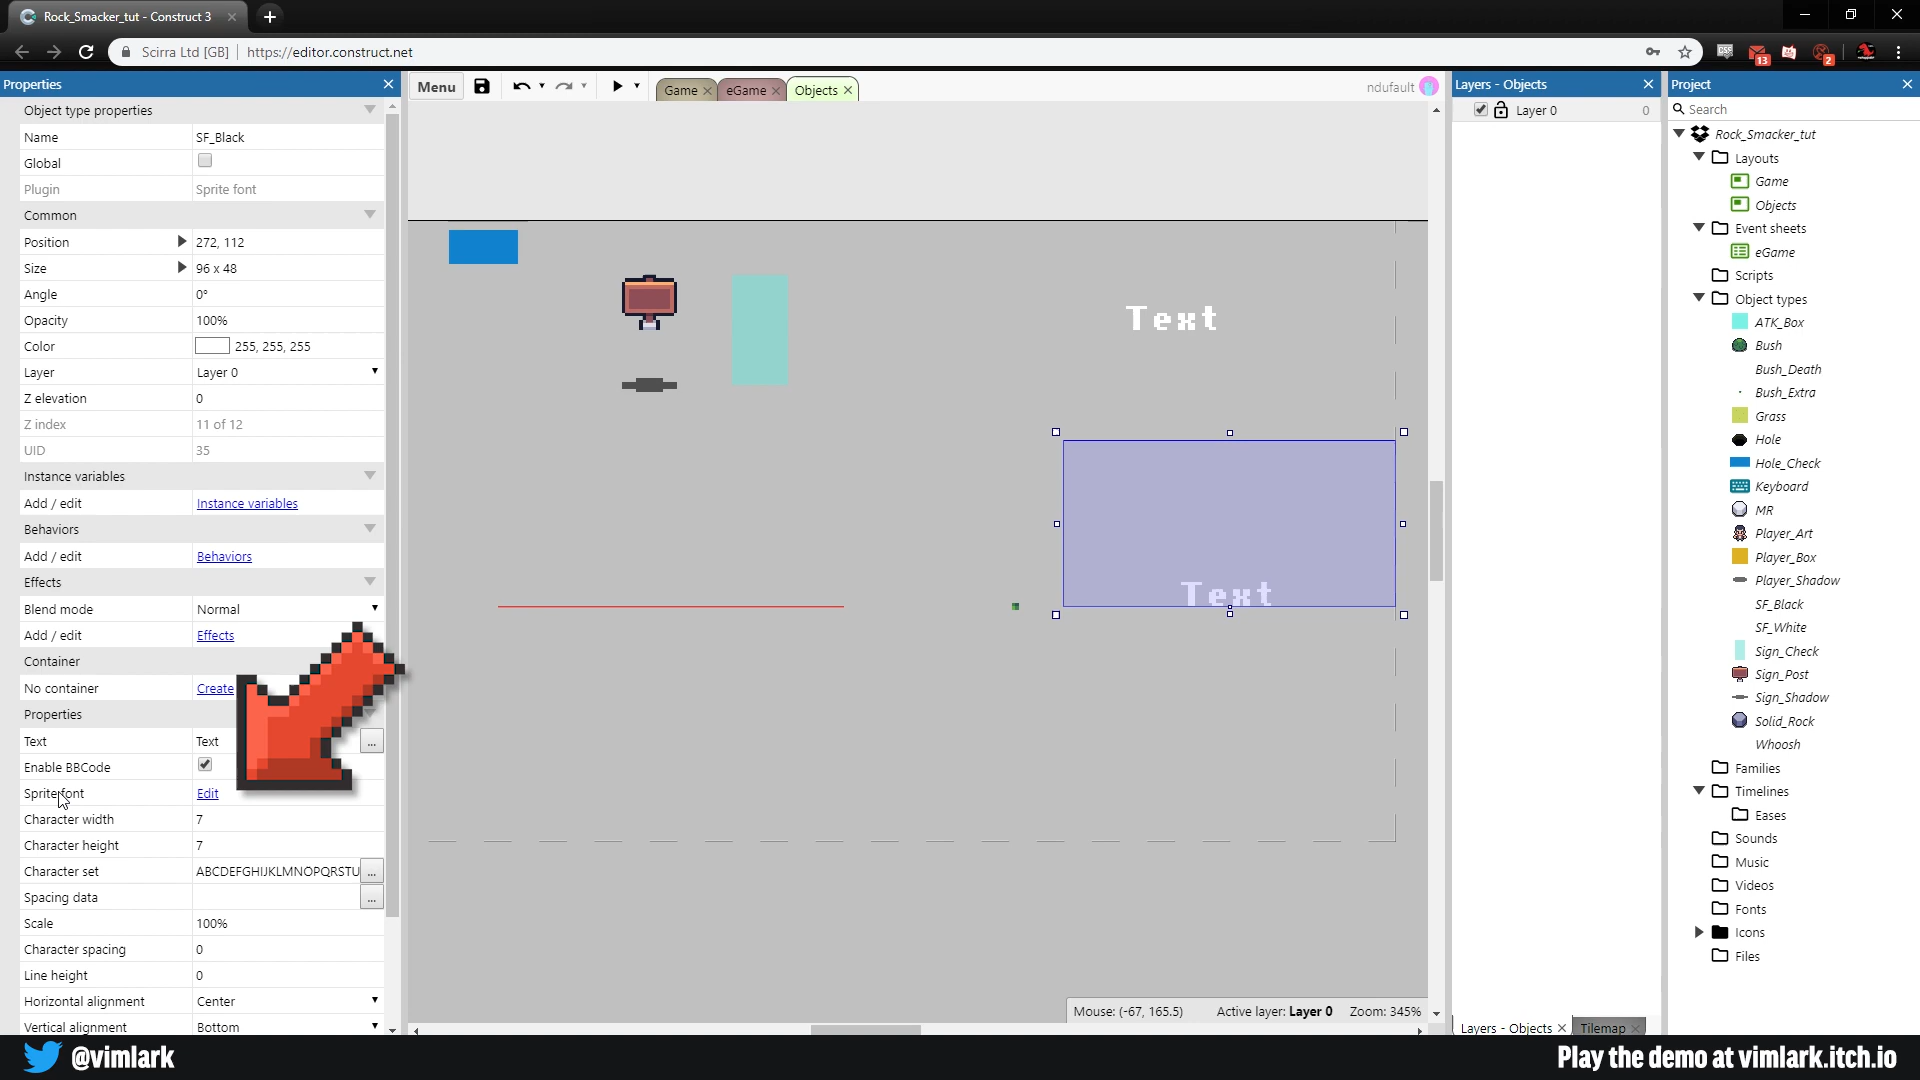 Rock_Smacker_tut - Construct 3
Scirra Ltd [GB] https://editor.construct.net
13
2
Properties
Menu
Game
eGame
Objects
ndufault
Layers - Objects
Project
Object type properties
Name SF_Black
Global
Plugin Sprite font
Common
Position 272, 112
Size 96 x 48
Angle 0°
Opacity 100%
Color 255, 255, 255
Layer Layer 0
Z elevation 0
Z index 11 of 12
UID 35
Instance variables
Add / edit Instance variables
Behaviors
Add / edit Behaviors
Effects
Blend mode Normal
Add / edit Effects
Container
No container Create
Properties
Text Text ...
Enable BBCode
Sprite font Edit
Character width 7
Character height 7
Character set ABCDEFGHIJKLMNOPQRSTU ...
Spacing data ...
Scale 100%
Character spacing 0
Line height 0
Horizontal alignment Center
Vertical alignment Bottom
Text
Text
Mouse: (-67, 165.5) Active layer: Layer 0 Zoom: 345%
Layer 0 0
Layers - Objects
Tilemap
Search
Rock_Smacker_tut
Layouts
Game
Objects
Event sheets
eGame
Scripts
Object types
ATK_Box
Bush
Bush_Death
Bush_Extra
Grass
Hole
Hole_Check
Keyboard
MR
Player_Art
Player_Box
Player_Shadow
SF_Black
SF_White
Sign_Check
Sign_Post
Sign_Shadow
Solid_Rock
Whoosh
Families
Timelines
Eases
Sounds
Music
Videos
Fonts
Icons
Files
@vimlark
Play the demo at vimlark.itch.io